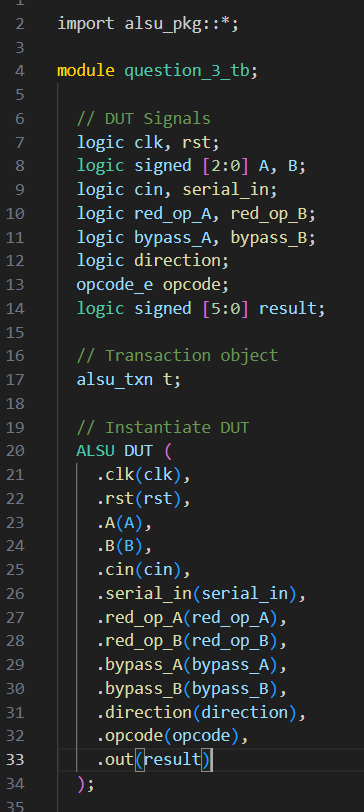 1
2 import alsu_pkg::*;
3
4 module question_3_tb;
5
6   // DUT Signals
7   logic clk, rst;
8   logic signed [2:0] A, B;
9   logic cin, serial_in;
10   logic red_op_A, red_op_B;
11   logic bypass_A, bypass_B;
12   logic direction;
13   opcode_e opcode;
14   logic signed [5:0] result;
15
16   // Transaction object
17   alsu_txn t;
18
19   // Instantiate DUT
20   ALSU DUT (
21     .clk(clk),
22     .rst(rst),
23     .A(A),
24     .B(B),
25     .cin(cin),
26     .serial_in(serial_in),
27     .red_op_A(red_op_A),
28     .red_op_B(red_op_B),
29     .bypass_A(bypass_A),
30     .bypass_B(bypass_B),
31     .direction(direction),
32     .opcode(opcode),
33     .out(result)
34   );
35